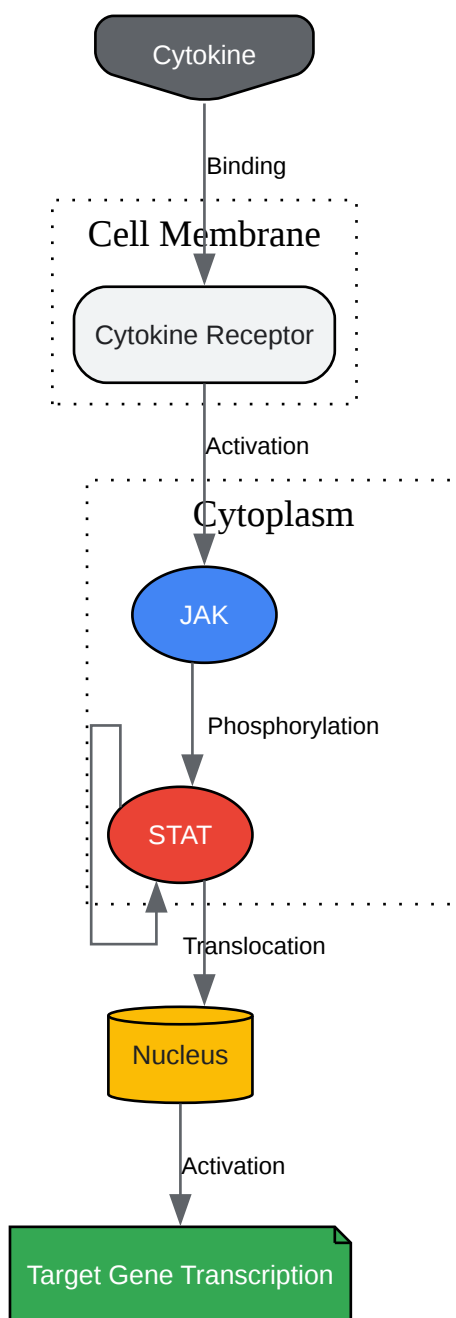 Cytokine
Binding
Cell Membrane
Cytokine Receptor
Activation
Cytoplasm
JAK
Phosphorylation
STAT
Translocation
Nucleus
Activation
Target Gene Transcription